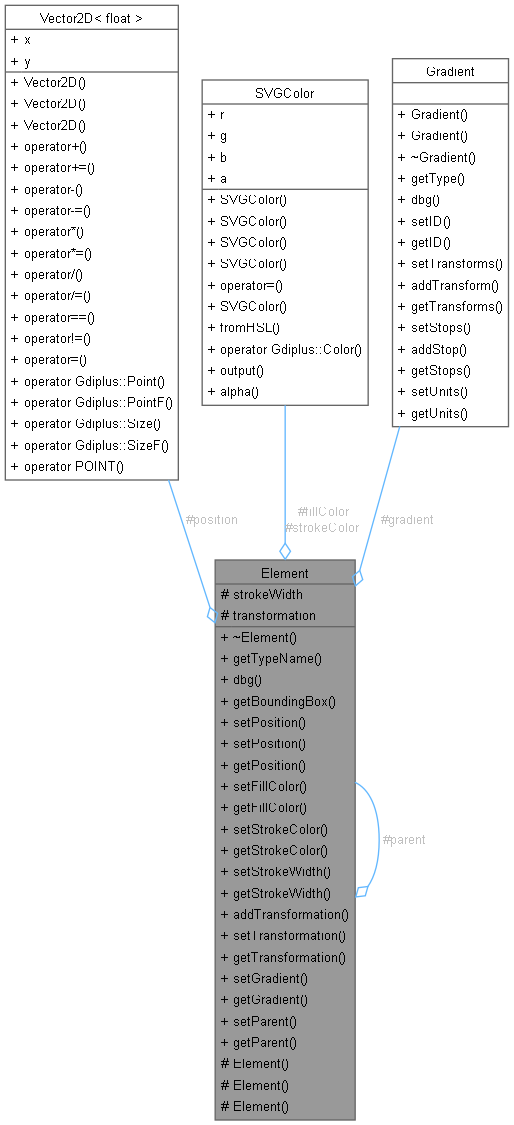 Vector2D< float >
+ x
+ y
+ Vector2D()
+ Vector2D()
+ Vector2D()
+ operator+()
+ operator+=()
+ operator-()
+ operator-=()
+ operator*()
+ operator*=()
+ operator/()
+ operator/=()
+ operator==()
+ operator!=()
+ operator=()
+ operator Gdiplus::Point()
+ operator Gdiplus::PointF()
+ operator Gdiplus::Size()
+ operator Gdiplus::SizeF()
+ operator POINT()
SVGColor
+ r
+ g
+ b
+ a
+ SVGColor()
+ SVGColor()
+ SVGColor()
+ SVGColor()
+ operator=()
+ SVGColor()
+ fromHSL()
+ operator Gdiplus::Color()
+ output()
+ alpha()
Gradient
+ Gradient()
+ Gradient()
+ ~Gradient()
+ getType()
+ dbg()
+ setID()
+ getID()
+ setTransforms()
+ addTransform()
+ getTransforms()
+ setStops()
+ addStop()
+ getStops()
+ setUnits()
+ getUnits()
#position
#fillColor
#strokeColor
#gradient
Element
# strokeWidth
# transformation
+ ~Element()
+ getTypeName()
+ dbg()
+ getBoundingBox()
+ setPosition()
+ setPosition()
+ getPosition()
+ setFillColor()
+ getFillColor()
+ setStrokeColor()
+ getStrokeColor()
+ setStrokeWidth()
+ getStrokeWidth()
+ addTransformation()
+ setTransformation()
+ getTransformation()
+ setGradient()
+ getGradient()
+ setParent()
+ getParent()
# Element()
# Element()
# Element()
#parent